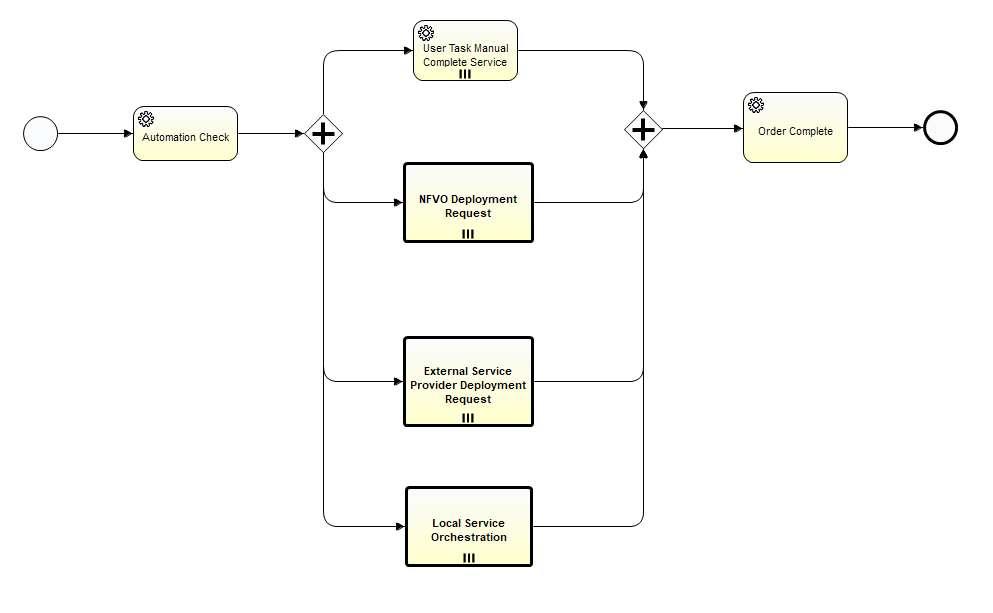 User Task Manual
Complete Service
Automation Check
Order Complete
NFVO Deployment
Request
External Service
Provider Deployment
Request
Local Service
Orchestration